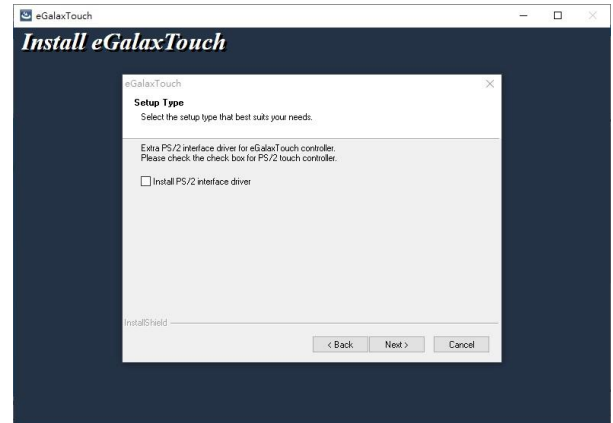 eGalaxTouch
Install eGalaxTouch
eGalaxTouch
Setup Type
Select the setup type that best suits your needs.
Extra PS/2 interface driver for eGalaxTouch controller.
Please check the check box for PS/2 touch controller.
Install PS/2 interface driver
InstallShield
< Back Next > Cancel